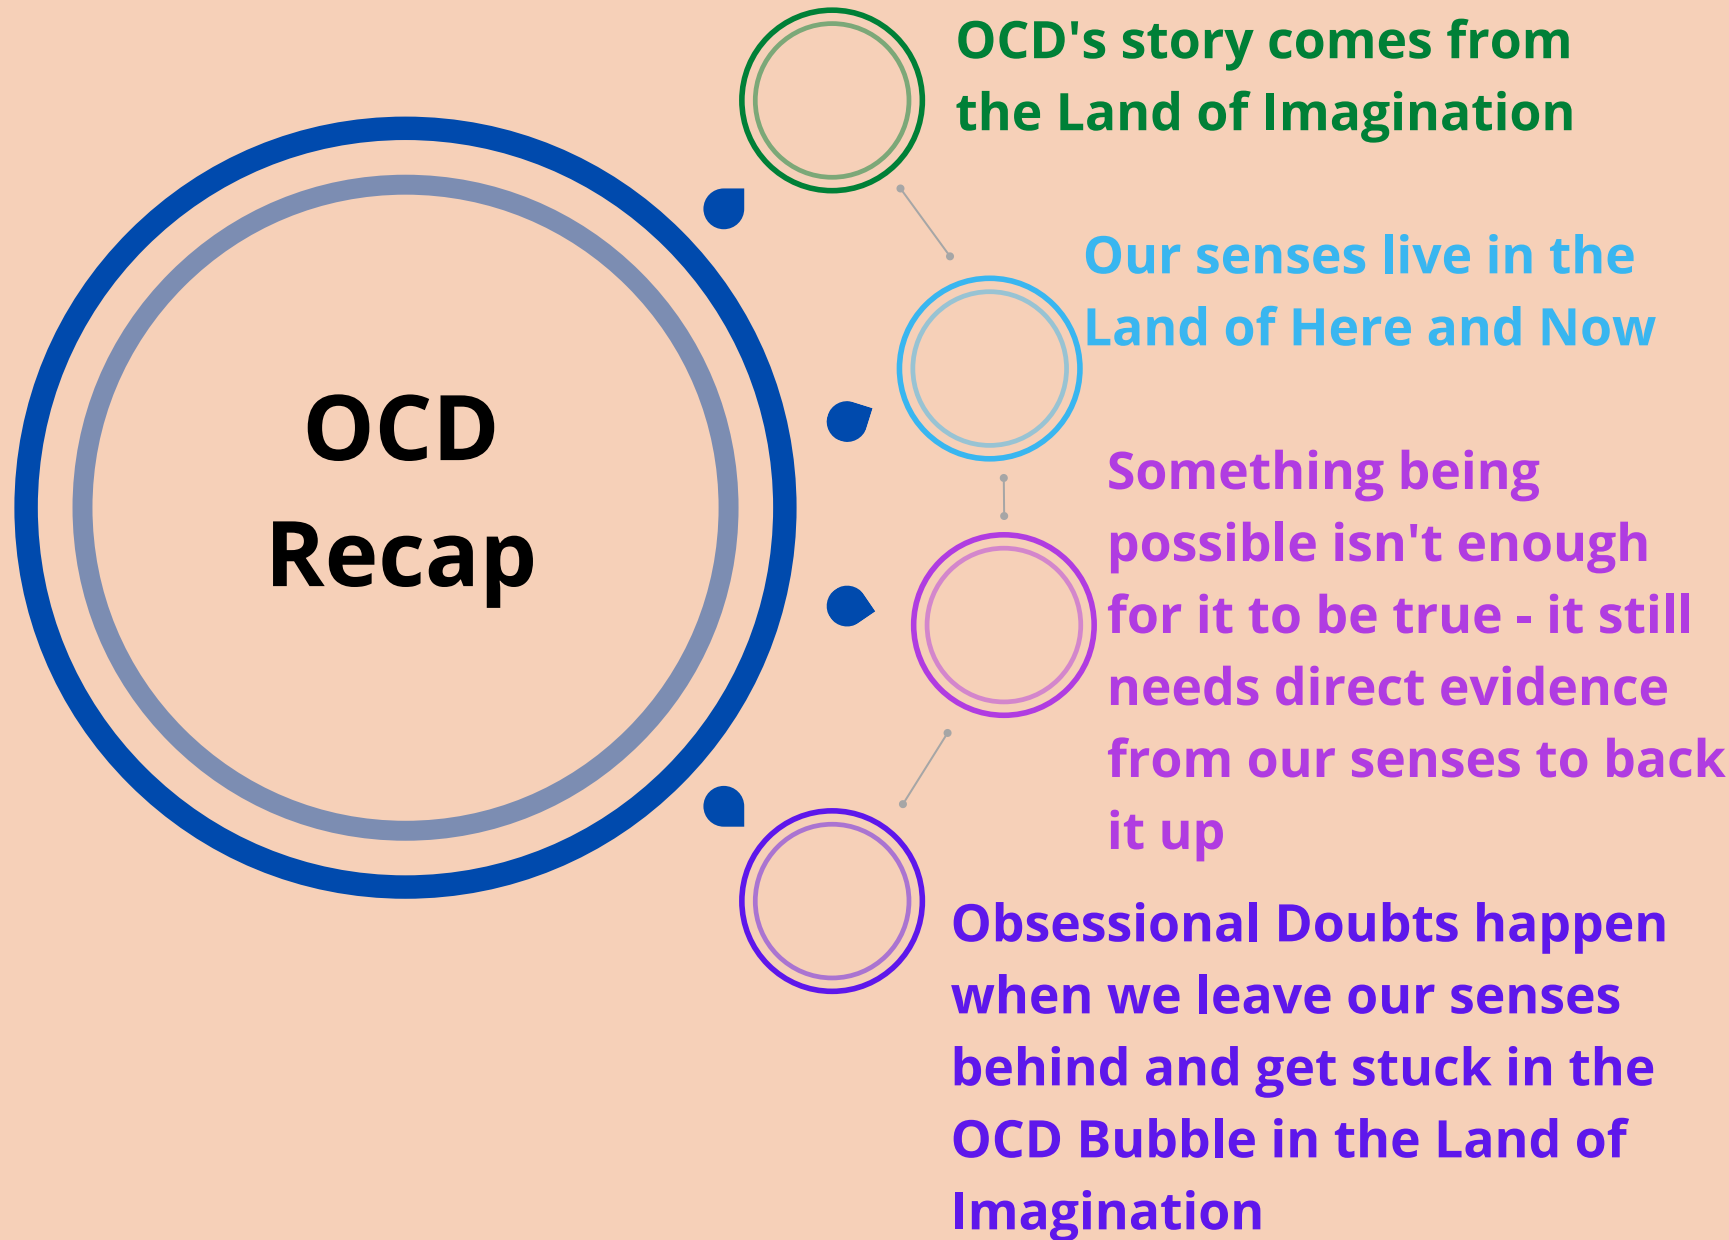 OCD
Recap
OCD's story comes from
the Land of Imagination
Our senses live in the
Land of Here and Now
Something being
possible isn't enough
for it to be true - it still
needs direct evidence
from our senses to back
it up
Obsessional Doubts happen
when we leave our senses
behind and get stuck in the
OCD Bubble in the Land of
Imagination